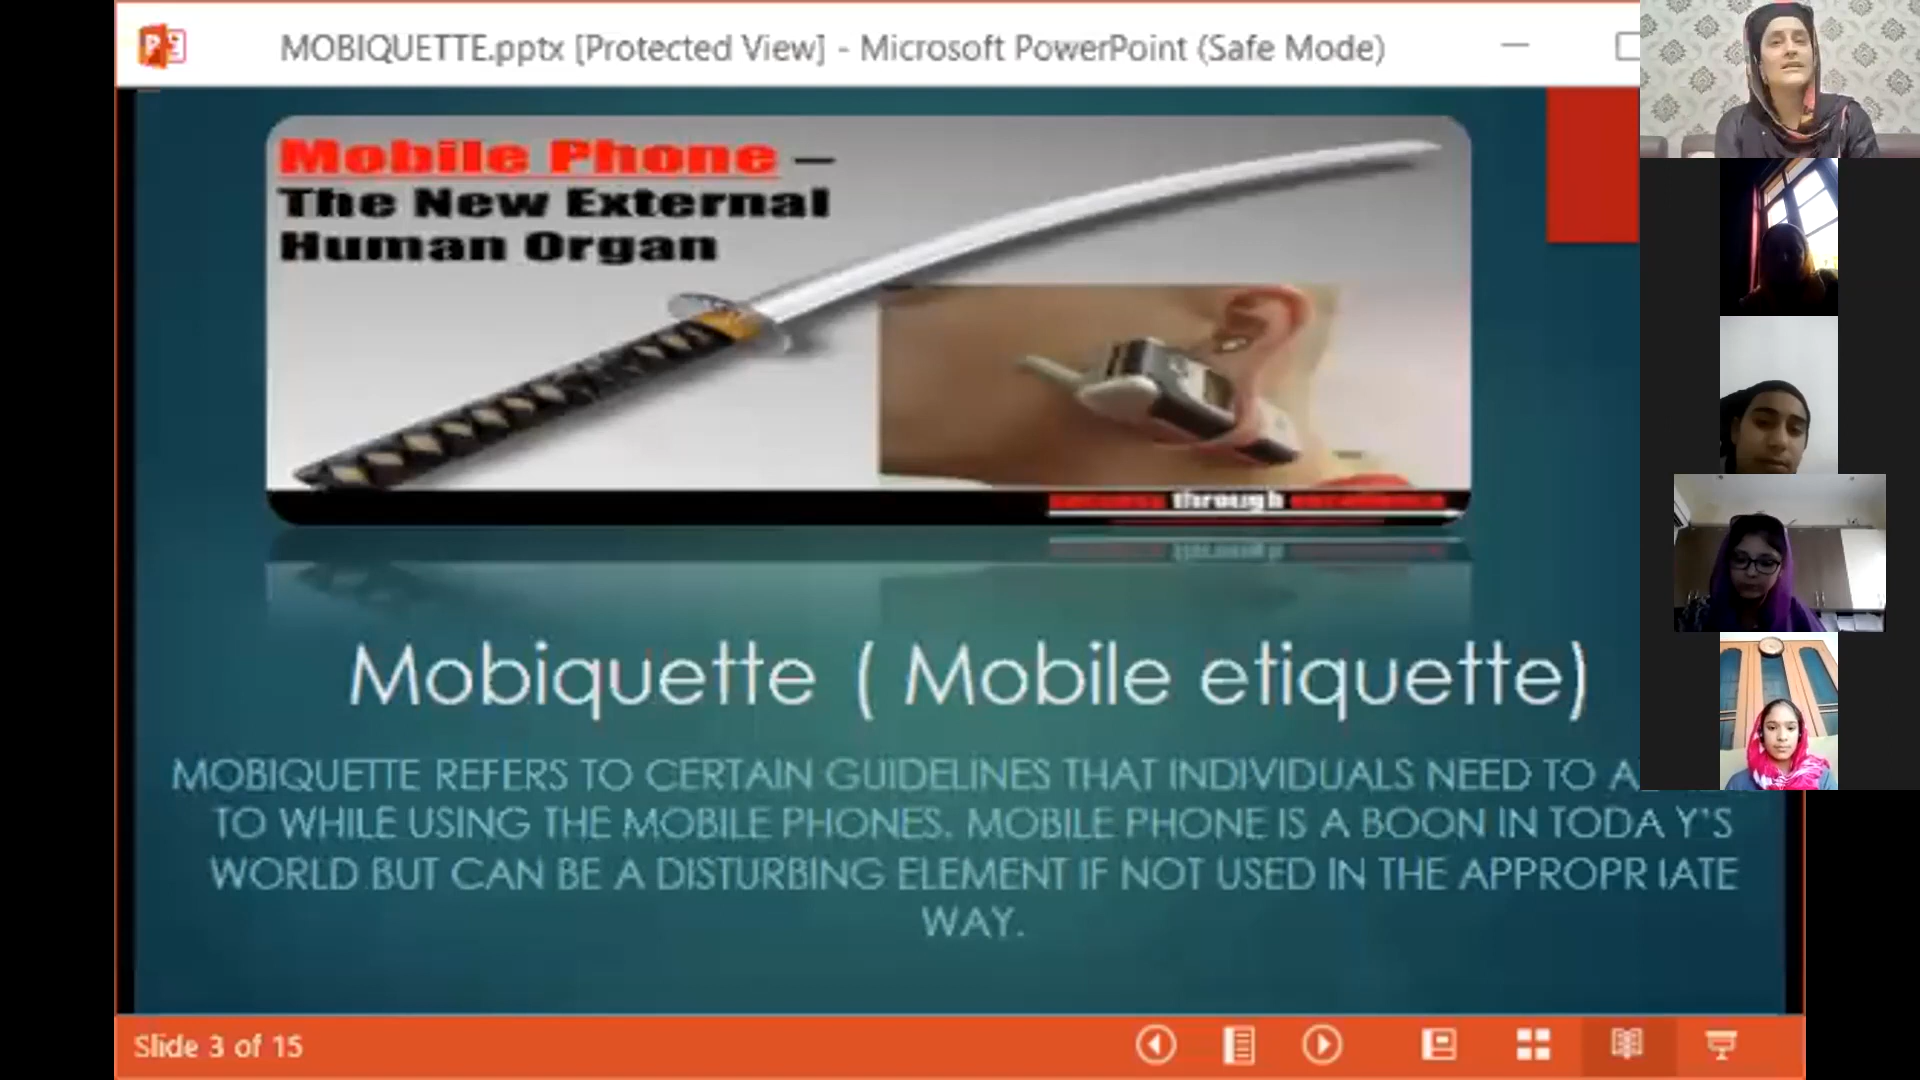 MOBIQUETTE.pptx [Protected View] - Microsoft PowerPoint (Safe Mode)
Mobile Phone –
The New External
Human Organ
through
Mobiquette ( Mobile etiquette)
MOBIQUETTE REFERS TO CERTAIN GUIDELINES THAT INDIVIDUALS NEED TO
TO WHILE USING THE MOBILE PHONES. MOBILE PHONE IS A BOON IN TODA Y'S
WORLD BUT CAN BE A DISTURBING ELEMENT IF NOT USED IN THE APPROPR IATE
WAY.
Slide 3 of 15